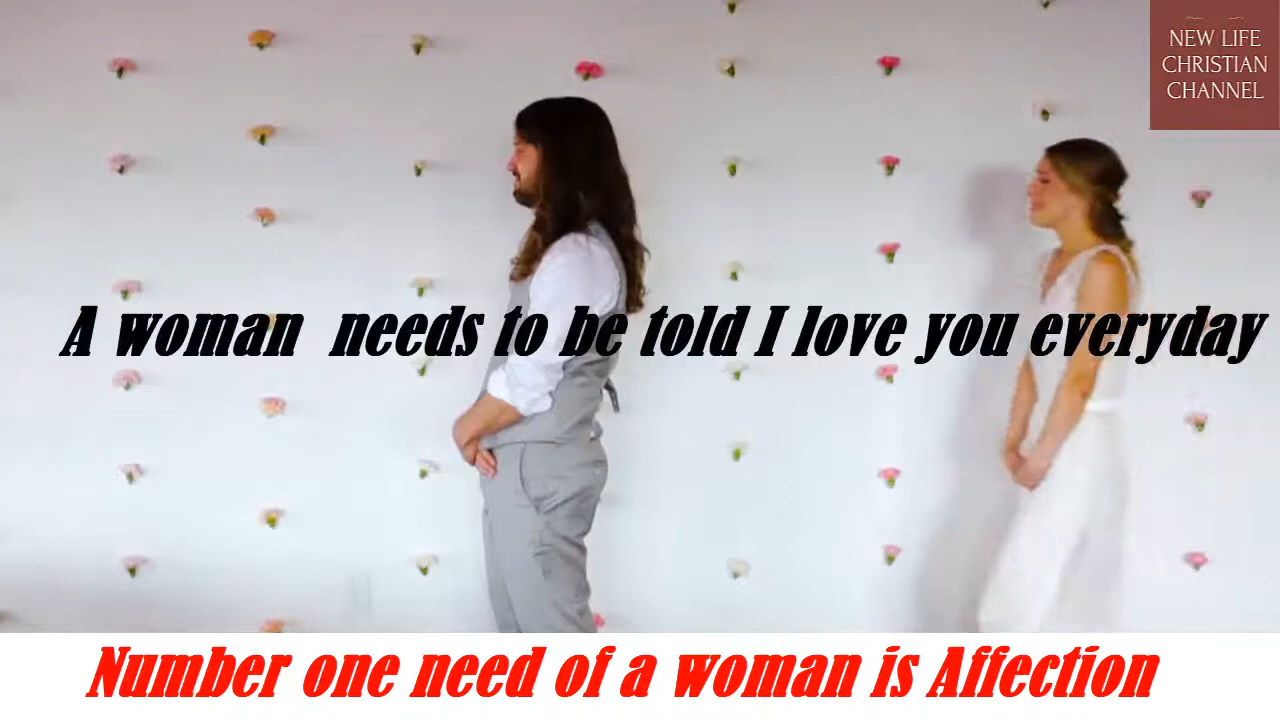 NEW LIFE
CHRISTIAN
CHANNEL
A woman needs to be told I love you everyday
Number one need of a woman is Affection